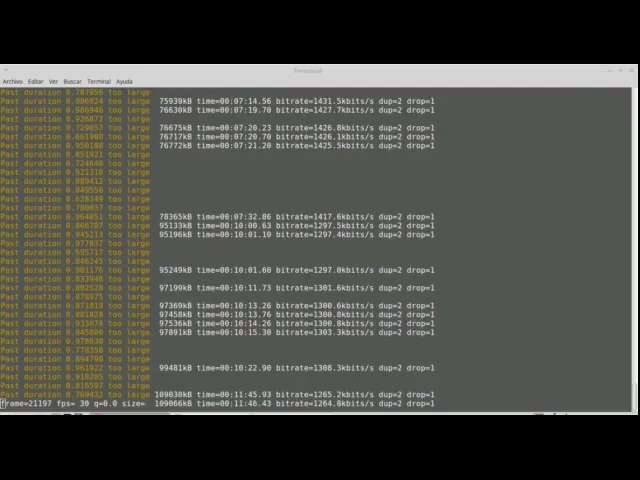 Terminal
Archivo Editar Ver Buscar Terminal Ayuda
Past duration 0.787956 too large
Past duration 0.986824 too large 75939kB time=00:07:14.56 bitrate=1431.5kbits/s dup=2 drop=1
Past duration 0.986946 too large 76630kB time=00:07:19.70 bitrate=1427.7kbits/s dup=2 drop=1
Past duration 0.926872 too large
Past duration 0.729057 too large 76675kB time=00:07:20.23 bitrate=1426.8kbits/s dup=2 drop=1
Past duration 0.661980 too large 76717kB time=00:07:20.70 bitrate=1426.1kbits/s dup=2 drop=1
Past duration 0.950188 too large 76772kB time=00:07:21.20 bitrate=1425.5kbits/s dup=2 drop=1
Past duration 0.851921 too large
Past duration 0.724648 too large
Past duration 0.921318 too large
Past duration 0.889412 too large
Past duration 0.849556 too large
Past duration 0.828349 too large
Past duration 0.780037 too large
Past duration 0.964851 too large 78365kB time=00:07:32.86 bitrate=1417.6kbits/s dup=2 drop=1
Past duration 0.866707 too large 95133kB time=00:10:00.63 bitrate=1297.5kbits/s dup=2 drop=1
Past duration 0.945213 too large 95196kB time=00:10:01.10 bitrate=1297.4kbits/s dup=2 drop=1
Past duration 0.977837 too large
Past duration 0.695717 too large
Past duration 0.846245 too large
Past duration 0.901176 too large 95249kB time=00:10:01.60 bitrate=1297.0kbits/s dup=2 drop=1
Past duration 0.833946 too large
Past duration 0.802528 too large 97199kB time=00:10:11.73 bitrate=1301.6kbits/s dup=2 drop=1
Past duration 0.878975 too large
Past duration 0.871819 too large 97369kB time=00:10:13.26 bitrate=1300.6kbits/s dup=2 drop=1
Past duration 0.881828 too large 97458kB time=00:10:13.76 bitrate=1300.8kbits/s dup=2 drop=1
Past duration 0.933678 too large 97536kB time=00:10:14.26 bitrate=1300.8kbits/s dup=2 drop=1
Past duration 0.945000 too large 97891kB time=00:10:15.30 bitrate=1303.3kbits/s dup=2 drop=1
Past duration 0.978630 too large
Past duration 0.778358 too large
Past duration 0.894798 too large
Past duration 0.961922 too large 99481kB time=00:10:22.90 bitrate=1308.3kbits/s dup=2 drop=1
Past duration 0.918205 too large
Past duration 0.816597 too large
Past duration 0.769432 too large 109030kB time=00:11:45.93 bitrate=1265.2kbits/s dup=2 drop=1
frame=21197 fps= 30 q=0.0 size= 109066kB time=00:11:46.43 bitrate=1264.8kbits/s dup=2 drop=1